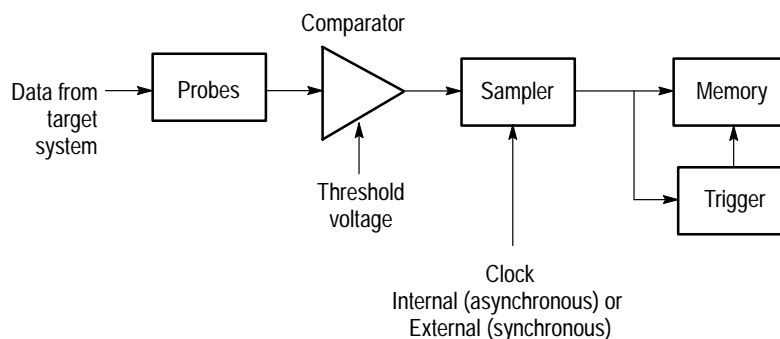 Comparator
Data from
target
system
Probes
Sampler
Memory
Threshold
voltage
Trigger
Clock
Internal (asynchronous) or
External (synchronous)